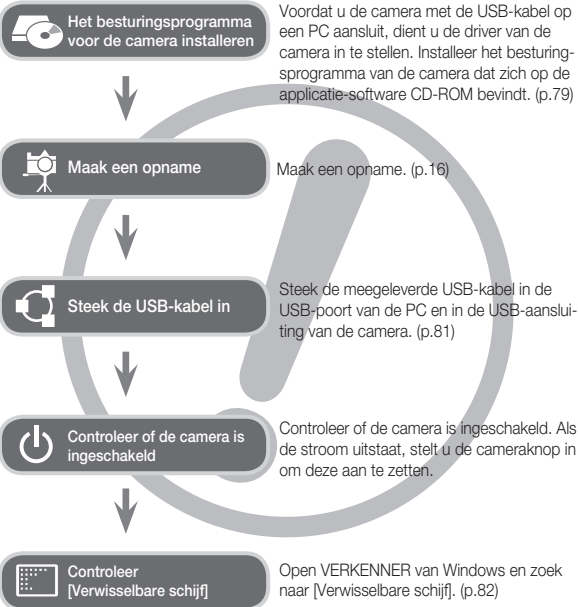 Het besturingsprogramma
voor de camera installeren
Voordat u de camera met de USB-kabel op
een PC aansluit, dient u de driver van de
camera in te stellen. Installeer het besturing-
sprogramma van de camera dat zich op de
applicatie-software CD-ROM bevindt. (p.79)
Maak een opname
Maak een opname. (p.16)
Steek de USB-kabel in
Steek de meegeleverde USB-kabel in de
USB-poort van de PC en in de USB-aanslui-
ting van de camera. (p.81)
Controleer of de camera is
ingeschakeld
Controleer of de camera is ingeschakeld. Als
de stroom uitstaat, stelt u de cameraknop in
om deze aan te zetten.
Controleer
[Verwisselbare schijf]
Open VERKENNER van Windows en zoek
naar [Verwisselbare schijf]. (p.82)